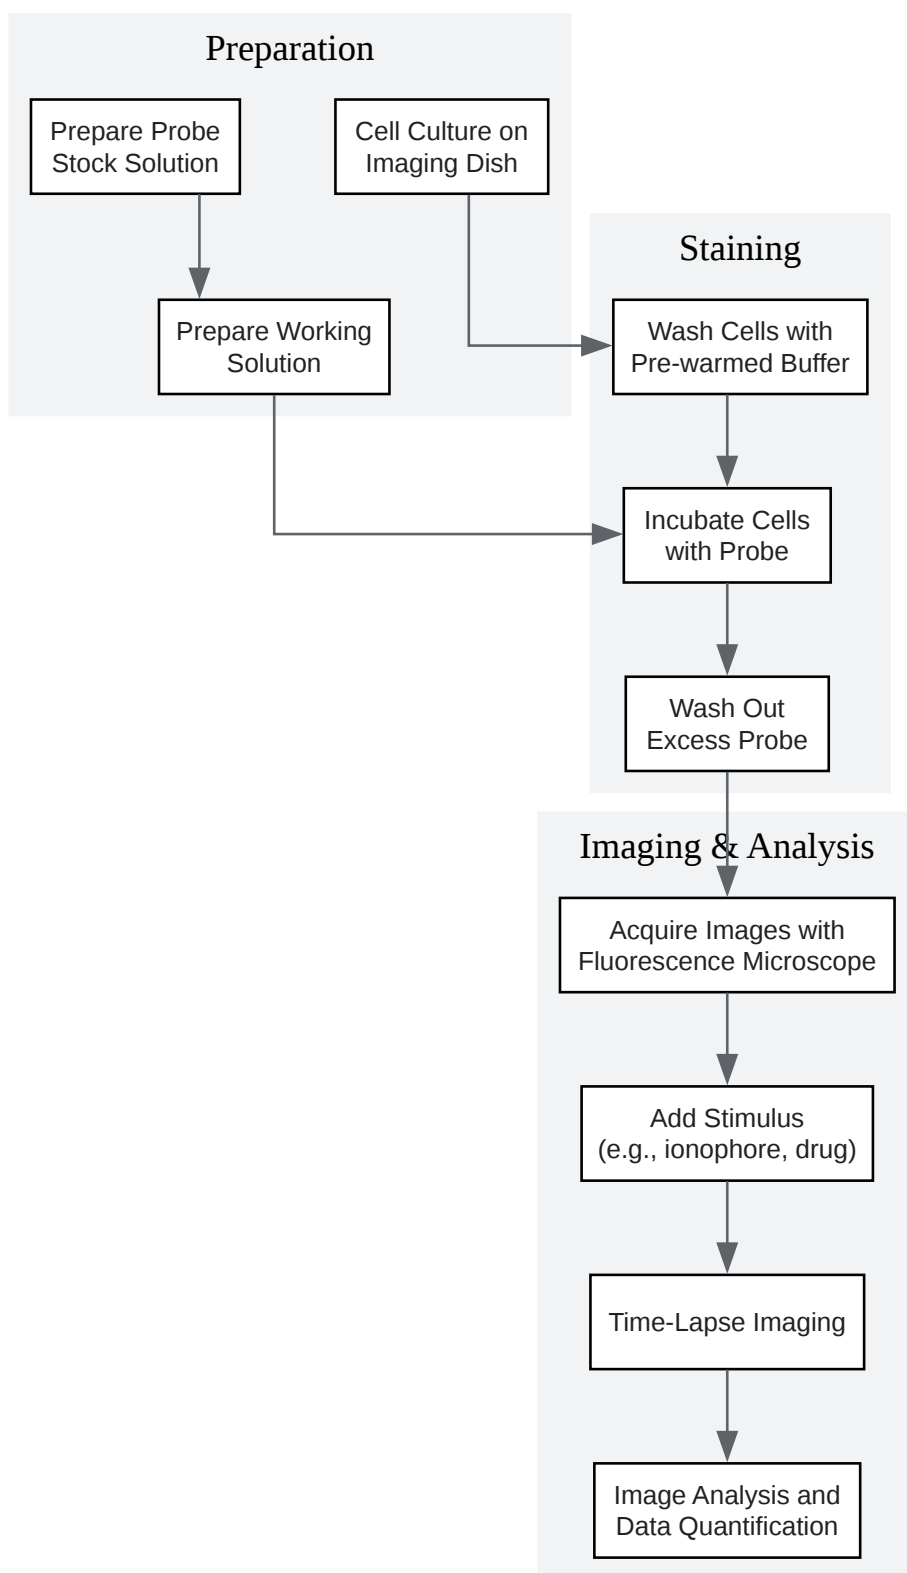 Preparation
Prepare Probe
Stock Solution
Cell Culture on
Imaging Dish
Prepare Working
Solution
Staining
Wash Cells with
Pre-warmed Buffer
Incubate Cells
with Probe
Wash Out
Excess Probe
Imaging & Analysis
Acquire Images with
Fluorescence Microscope
Add Stimulus
(e.g., ionophore, drug)
Time-Lapse Imaging
Image Analysis and
Data Quantification